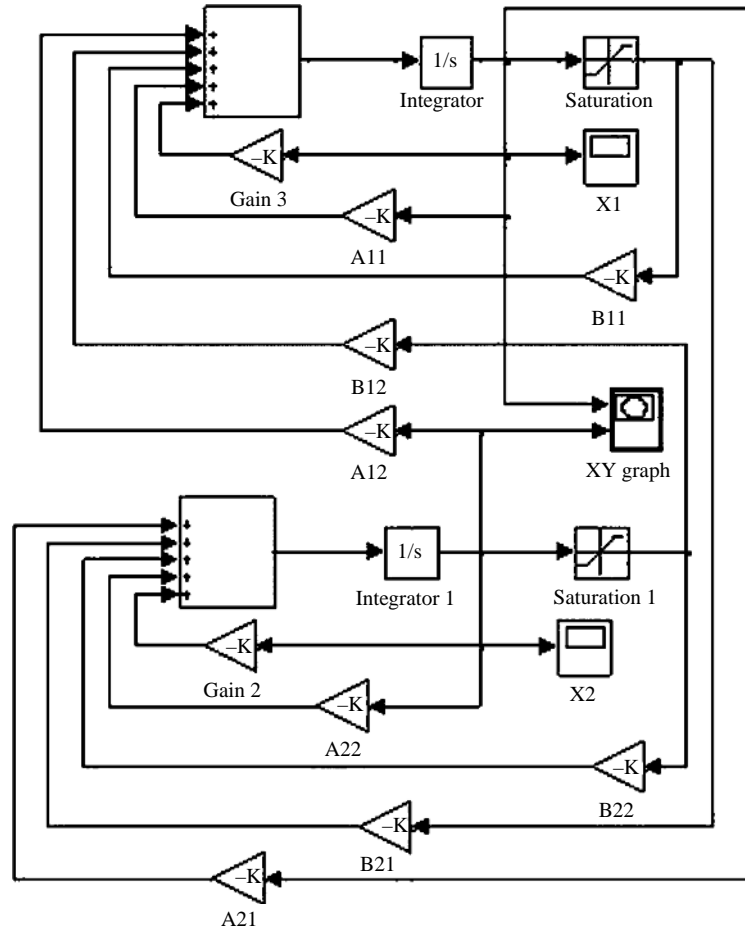 +
+
+
+
+
1/s
Integrator
Saturation
–K
Gain 3
X1
–K
A11
–K
B11
–K
B12
–K
A12
XY graph
+
+
+
+
+
1/s
Integrator 1
Saturation 1
–K
Gain 2
X2
–K
A22
–K
B22
–K
B21
–K
A21